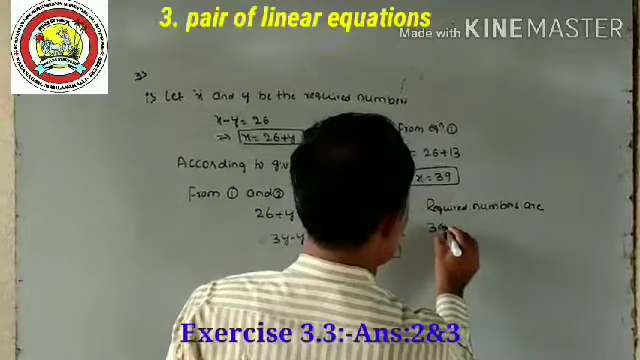 3. pair of linear equations
Made with KINEMASTER
3)
i) Let x and y be the required numbers
x-y=26
⇒ x=26+y
According to
From ① and ②
26+y
3y-y
From eqn ①
= 26+13
x=39
Required numbers are
39
Exercise 3.3:-Ans:2&3